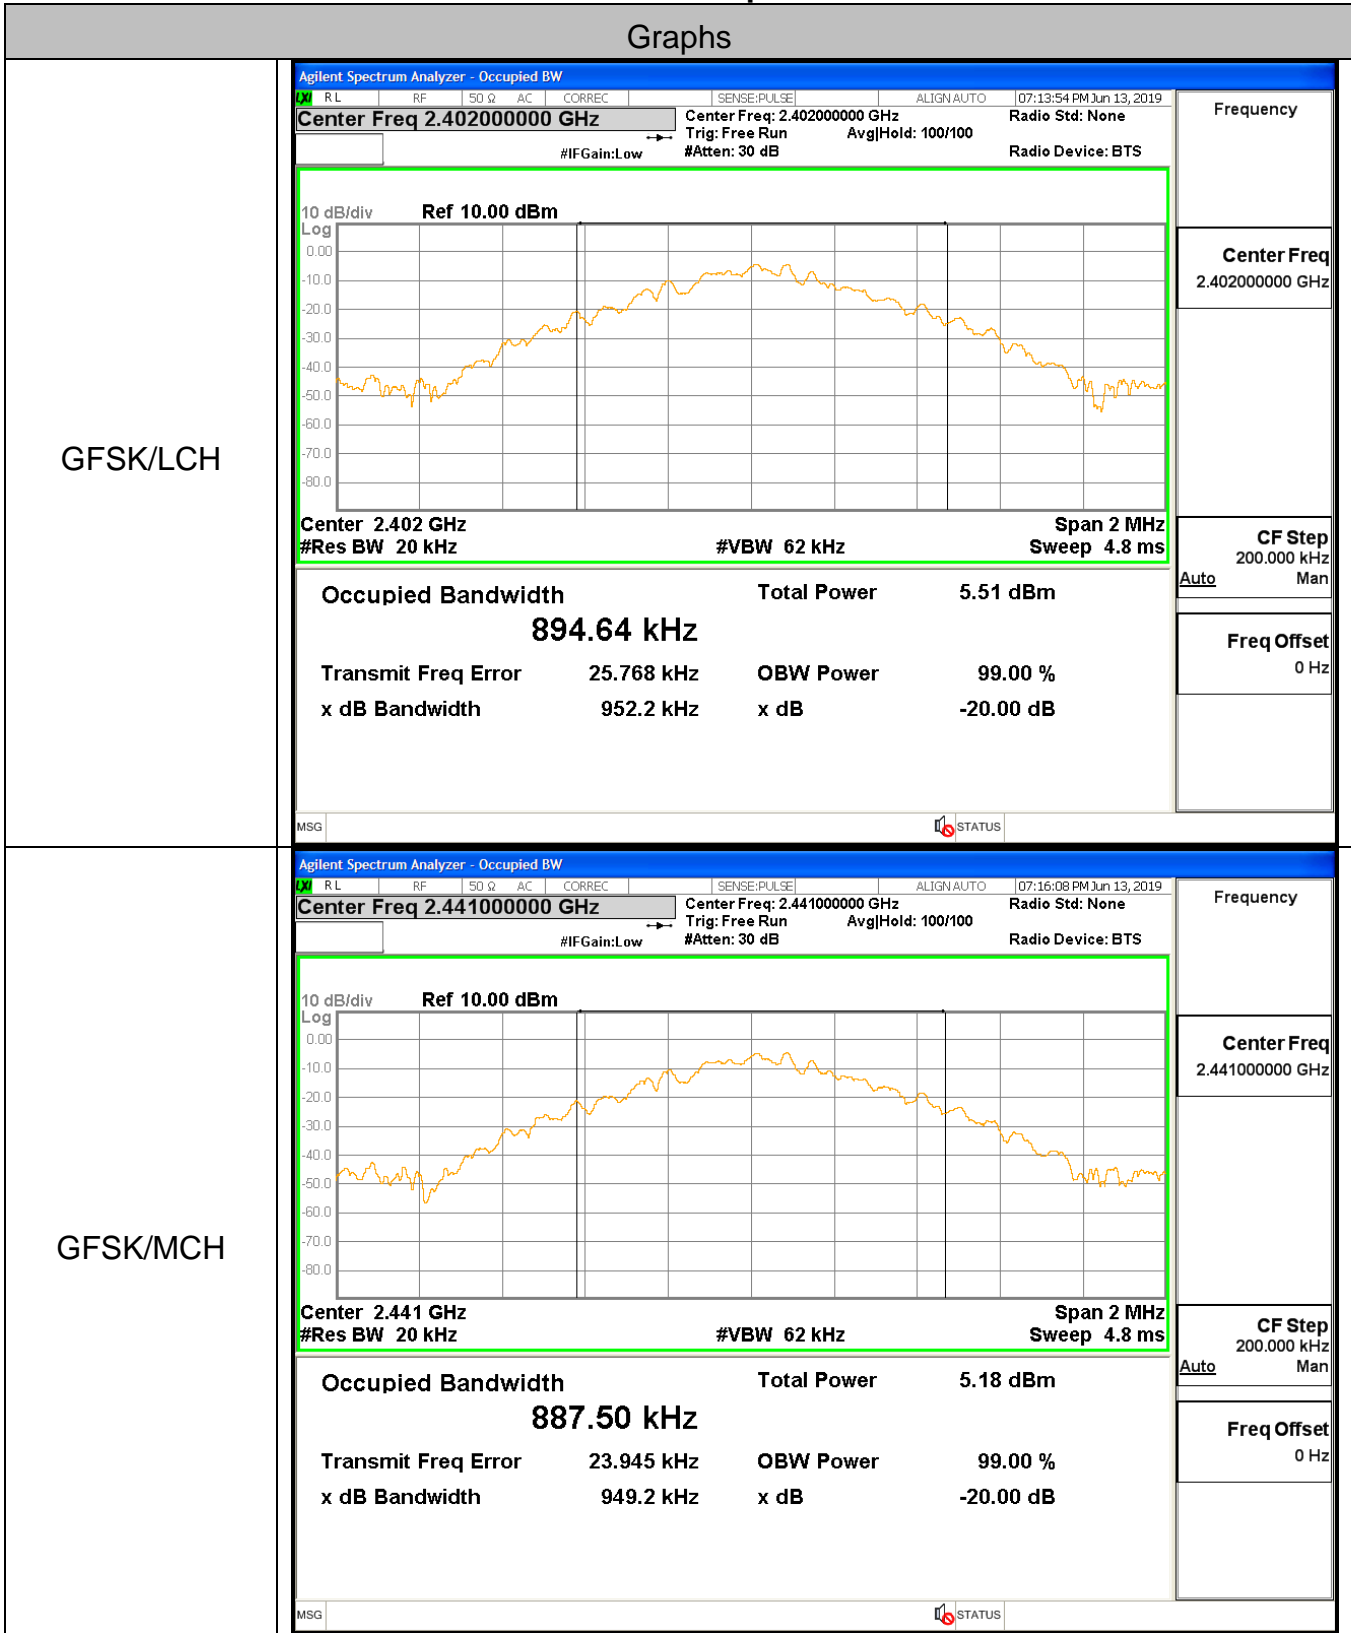 Graphs
GFSK/LCH
Agilent Spectrum Analyzer - Occupied BW
LXI RL RF 50 Ω AC CORREC SENSE:PULSE ALIGN AUTO 07:13:54 PM Jun 13, 2019
Center Freq 2.402000000 GHz
Center Freq: 2.402000000 GHz
Radio Std: None
Trig: Free Run Avg|Hold: 100/100
#IFGain:Low #Atten: 30 dB Radio Device: BTS
10 dB/div Ref 10.00 dBm
Log
0.00
-10.0
-20.0
-30.0
-40.0
-50.0
-60.0
-70.0
-80.0
Center 2.402 GHz Span 2 MHz
#Res BW 20 kHz #VBW 62 kHz Sweep 4.8 ms
Occupied Bandwidth Total Power 5.51 dBm
894.64 kHz
Transmit Freq Error 25.768 kHz OBW Power 99.00 %
x dB Bandwidth 952.2 kHz x dB -20.00 dB
MSG STATUS
Frequency
Center Freq
2.402000000 GHz
CF Step
200.000 kHz
Auto Man
Freq Offset
0 Hz
GFSK/MCH
Agilent Spectrum Analyzer - Occupied BW
LXI RL RF 50 Ω AC CORREC SENSE:PULSE ALIGN AUTO 07:16:08 PM Jun 13, 2019
Center Freq 2.441000000 GHz
Center Freq: 2.441000000 GHz
Radio Std: None
Trig: Free Run Avg|Hold: 100/100
#IFGain:Low #Atten: 30 dB Radio Device: BTS
10 dB/div Ref 10.00 dBm
Log
0.00
-10.0
-20.0
-30.0
-40.0
-50.0
-60.0
-70.0
-80.0
Center 2.441 GHz Span 2 MHz
#Res BW 20 kHz #VBW 62 kHz Sweep 4.8 ms
Occupied Bandwidth Total Power 5.18 dBm
887.50 kHz
Transmit Freq Error 23.945 kHz OBW Power 99.00 %
x dB Bandwidth 949.2 kHz x dB -20.00 dB
MSG STATUS
Frequency
Center Freq
2.441000000 GHz
CF Step
200.000 kHz
Auto Man
Freq Offset
0 Hz